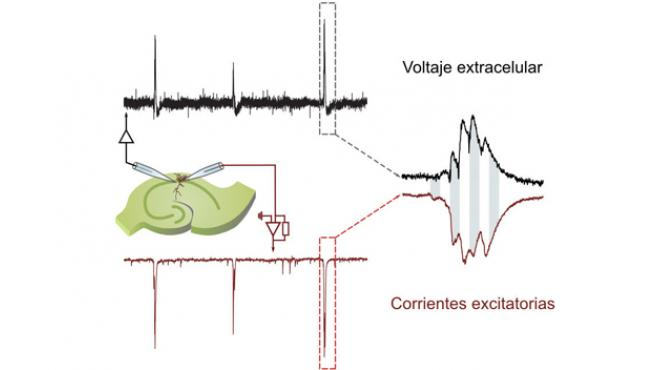 Voltaje extracelular
Corrientes excitatorias